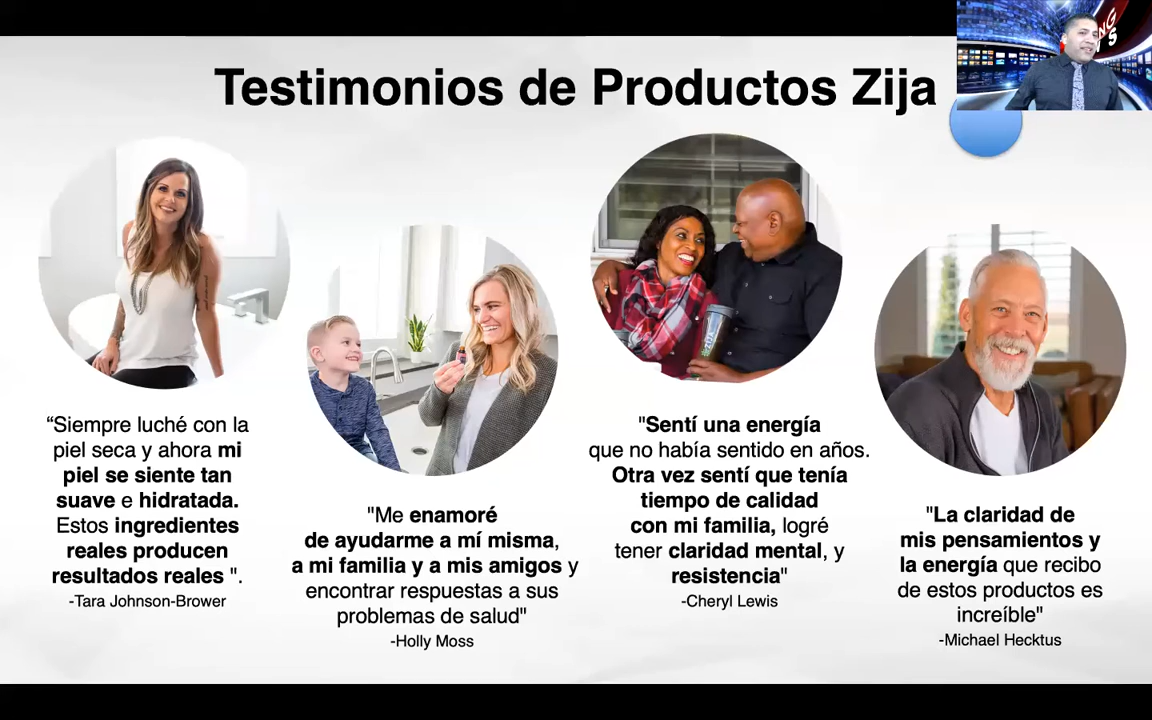 Testimonios de Productos Zija
“Siempre luché con la
piel seca y ahora mi
piel se siente tan
suave e hidratada.
Estos ingredientes
reales producen
resultados reales ".
-Tara Johnson-Brower
"Me enamoré
de ayudarme a mí misma,
a mi familia y a mis amigos y
encontrar respuestas a sus
problemas de salud"
-Holly Moss
"Sentí una energía
que no había sentido en años.
Otra vez sentí que tenía
tiempo de calidad
con mi familia, logré
tener claridad mental, y
resistencia"
-Cheryl Lewis
"La claridad de
mis pensamientos y
la energía que recibo
de estos productos es
increíble"
-Michael Hecktus
ZIJA